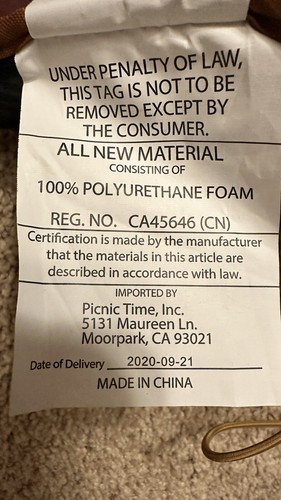 UNDER PENALTY OF LAW,
THIS TAG IS NOT TO BE
REMOVED EXCEPT BY
THE CONSUMER.
ALL NEW MATERIAL
CONSISTING OF
100% POLYURETHANE FOAM
REG. NO. CA45646 (CN)
Certification is made by the manufacturer
that the materials in this article are
described in accordance with law.
IMPORTED BY
Picnic Time, Inc.
5131 Maureen Ln.
Moorpark, CA 93021
Date of Delivery 2020-09-21
MADE IN CHINA